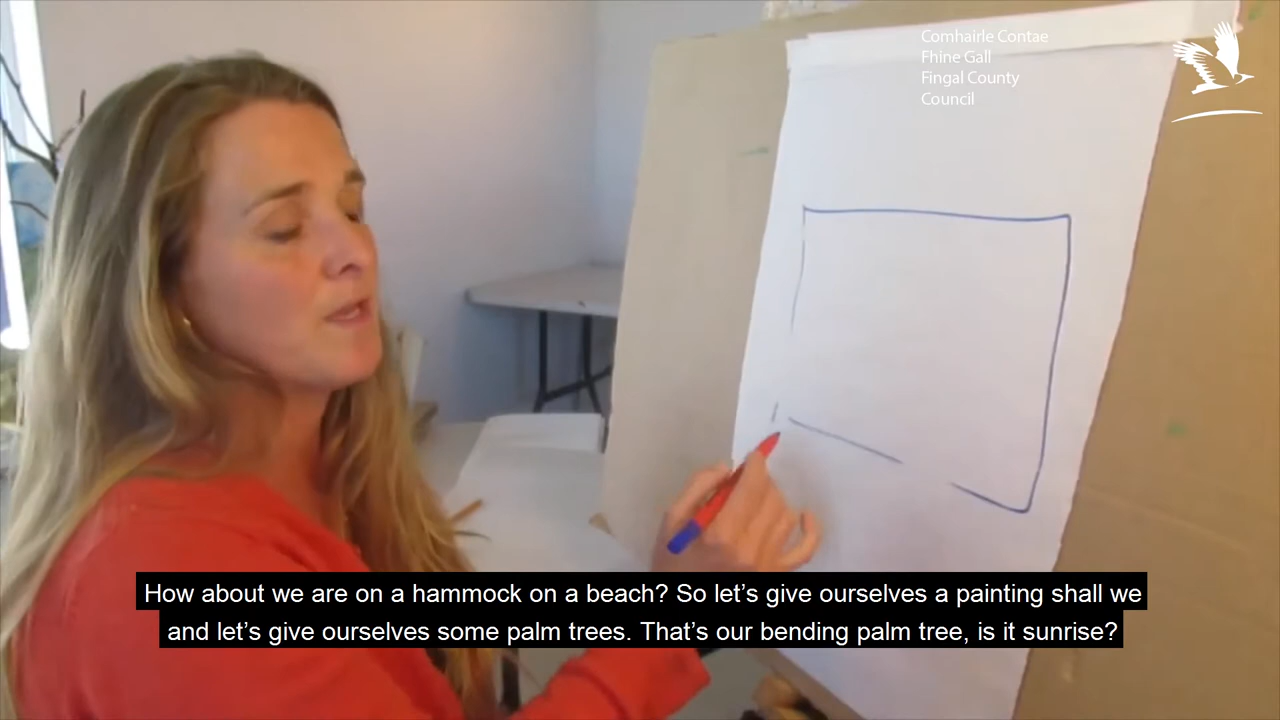 Comhairle Contae
Fhine Gall
Fingal County
Council
How about we are on a hammock on a beach? So let’s give ourselves a painting shall we
and let’s give ourselves some palm trees. That’s our bending palm tree, is it sunrise?